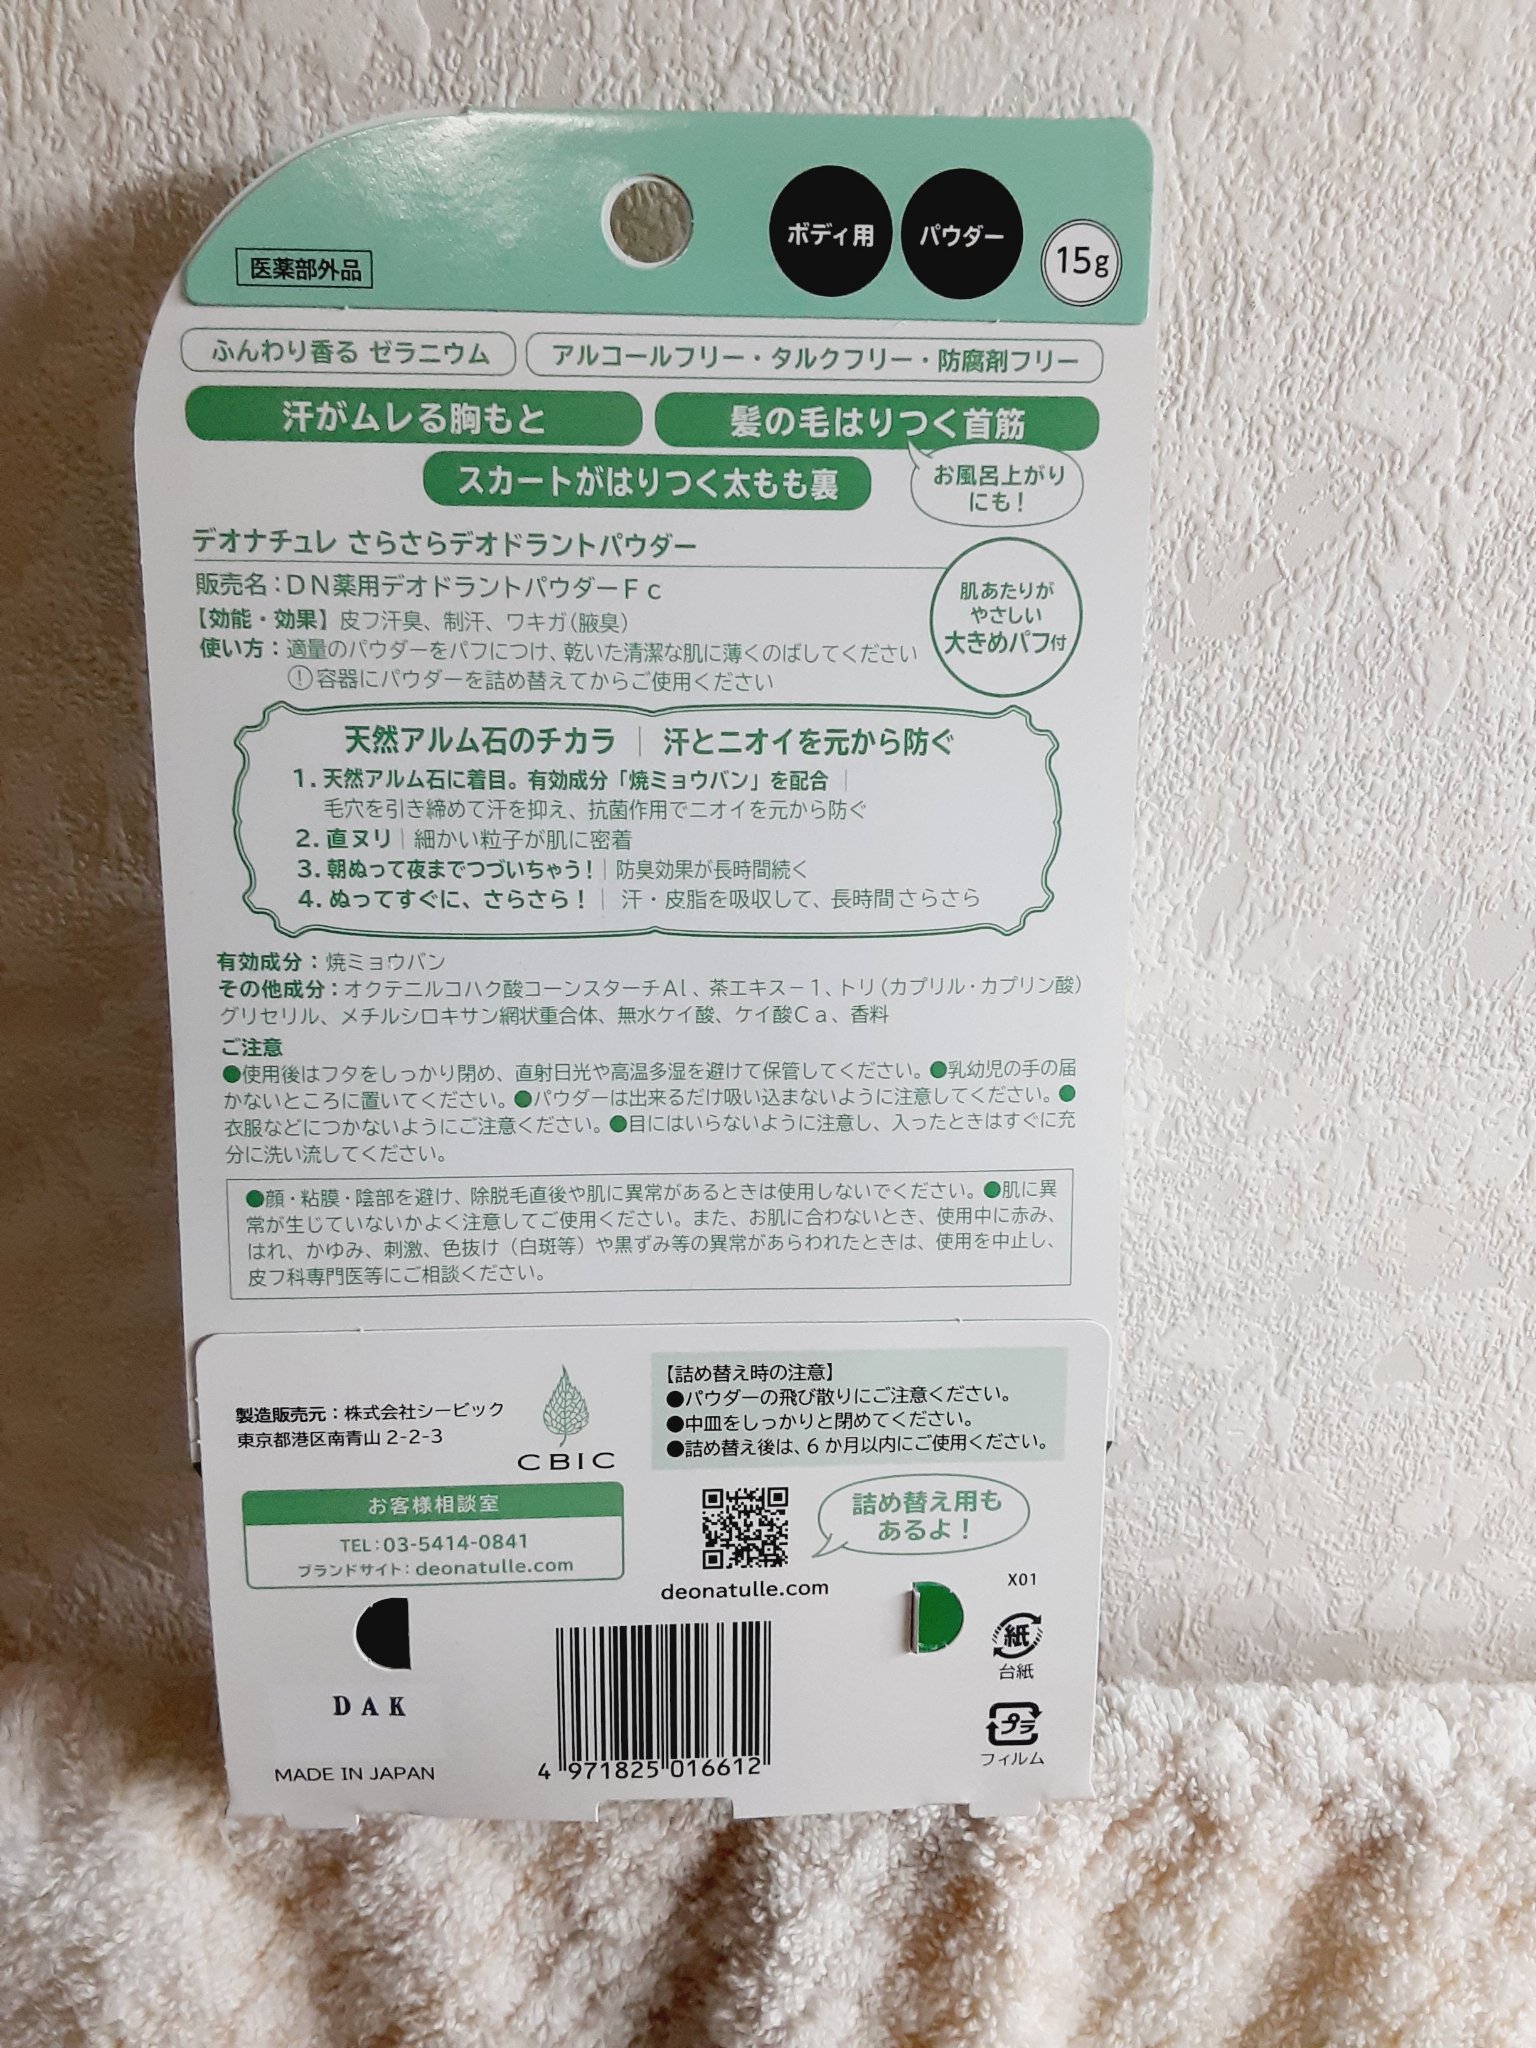 医薬部外品
ボディ用
パウダー
15g
ふんわり香る ゼラニウム
アルコールフリー・タルクフリー・防腐剤フリー
汗がムレる胸もと
髪の毛はりつく首筋
スカートがはりつく太もも裏
お風呂上がり
にも!
デオナチュレ さらさらデオドラントパウダー
販売名:DN薬用デオドラントパウダーFc
【効能・効果】皮フ汗臭、制汗、ワキガ(腋臭)
使い方:適量のパウダーをパフにつけ、乾いた清潔な肌に薄くのばしてください
!容器にパウダーを詰め替えてからご使用ください
肌あたりが
やさしい
大きめパフ付
天然アルム石のチカラ | 汗とニオイを元から防ぐ
1.天然アルム石に着目。有効成分「焼ミョウバン」を配合 |
毛穴を引き締めて汗を抑え、抗菌作用でニオイを元から防ぐ
2.直ヌリ | 細かい粒子が肌に密着
3.朝ぬって夜までつづいちゃう! | 防臭効果が長時間続く
4.ぬってすぐに、さらさら! | 汗・皮脂を吸収して、長時間さらさら
有効成分:焼ミョウバン
その他成分:オクテニルコハク酸コーンスターチAl、茶エキス-1、トリ(カプリル・カプリン酸)
グリセリル、メチルシロキサン網状重合体、無水ケイ酸、ケイ酸Ca、香料
ご注意
●使用後はフタをしっかり閉め、直射日光や高温多湿を避けて保管してください。●乳幼児の手の届
かないところに置いてください。●パウダーは出来るだけ吸い込まないように注意してください。●
衣服などにつかないようにご注意ください。●目にはいらないように注意し、入ったときはすぐに充
分に洗い流してください。
●顔・粘膜・陰部を避け、除脱毛直後や肌に異常があるときは使用しないでください。●肌に異
常が生じていないかよく注意してご使用ください。また、お肌に合わないとき、使用中に赤み、
はれ、かゆみ、刺激、色抜け(白斑等)や黒ずみ等の異常があらわれたときは、使用を中止し、
皮フ科専門医等にご相談ください。
製造販売元:株式会社シービック
東京都港区南青山2-2-3
CBIC
【詰め替え時の注意】
●パウダーの飛び散りにご注意ください。
●中皿をしっかりと閉めてください。
●詰め替え後は、6か月以内にご使用ください。
お客様相談室
TEL:03-5414-0841
ブランドサイト:deonatulle.com
詰め替え用も
あるよ!
deonatulle.com
X01
紙
台紙
プラ
フィルム
DAK
MADE IN JAPAN
4 971825 016612